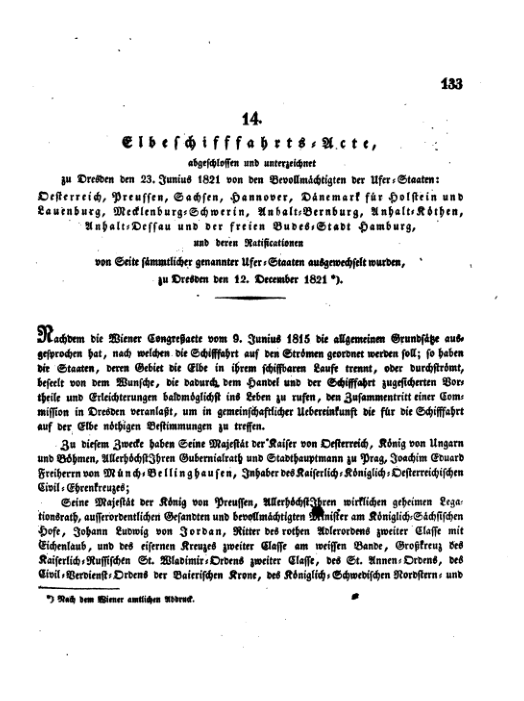 133
14.
Elbeschifffahrts-Acte,
abgeschlossen und unterzeichnet
zu Dresden den 23. Junius 1821 von den Bevollmächtigten der Ufer-Staaten:
Oesterreich, Preussen, Sachsen, Hannover, Dänemark für Holstein und
Lauenburg, Mecklenburg-Schwerin, Anhalt-Bernburg, Anhalt-Köthen,
Anhalt-Dessau und der freien Budes-Stadt Hamburg,
und deren Ratificationen
von Seite sämmtlicher genannter Ufer-Staaten ausgewechselt wurden,
zu Dresden den 12. December 1821 *).
Nachdem die Wiener Congreßacte vom 9. Junius 1815 die allgemeinen Grundsätze aus-
gesprochen hat, nach welchen die Schifffahrt auf den Strömen geordnet werden soll; so haben
die Staaten, deren Gebiet die Elbe in ihrem schiffbaren Laufe trennt, oder durchströmt,
beseelt von dem Wunsche, die dadurch dem Handel und der Schifffahrt zugesicherten Vor-
theile und Erleichterungen baldmöglichst ins Leben zu rufen, den Zusammentritt einer Com-
mission in Dresden veranlaßt, um in gemeinschaftlicher Uebereinkunft die für die Schifffahrt
auf der Elbe nöthigen Bestimmungen zu treffen.
Zu diesem Zwecke haben Seine Majestät der Kaiser von Oesterreich, König von Ungarn
und Böhmen, AllerhöchstIhren Gubernialrath und Stadthauptmann zu Prag, Joachim Eduard
Freiherrn von Münch-Bellinghausen, Inhaber des Kaiserlich-Königlich-Oesterreichischen
Civil-Ehrenkreuzes;
Seine Majestät der König von Preussen, AllerhöchstIhren wirklichen geheimen Lega-
tionsrath, ausserordentlichen Gesandten und bevollmächtigten Minister am Königlich-Sächsischen
Hofe, Johann Ludwig von Jordan, Ritter des rothen Adlerordens zweiter Classe mit
Eichenlaub, und des eisernen Kreuzes zweiter Classe am weissen Bande, Großkreuz des
Kaiserlich-Russischen St. Wladimir-Ordens zweiter Classe, des St. Annen-Ordens, des
Civil-Verdienst-Ordens der Baierischen Krone, des Königlich-Schwedischen Nordstern- und
*) Nach dem Wiener amtlichen Abdruck.